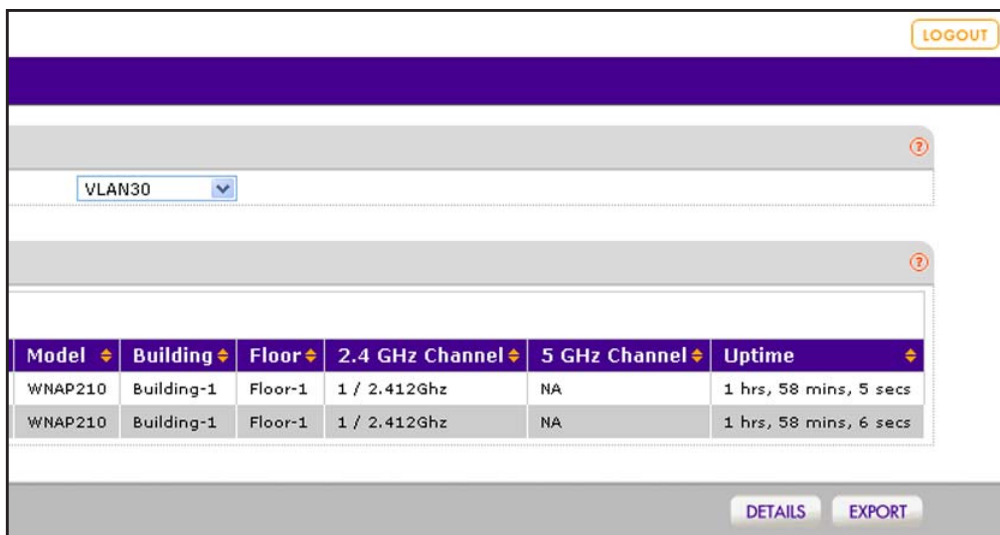 LOGOUT
?
VLAN30
?
Model Building Floor 2.4 GHz Channel 5 GHz Channel Uptime
WNAP210 Building-1 Floor-1 1 / 2.412Ghz NA 1 hrs, 58 mins, 5 secs
WNAP210 Building-1 Floor-1 1 / 2.412Ghz NA 1 hrs, 58 mins, 6 secs
DETAILS EXPORT